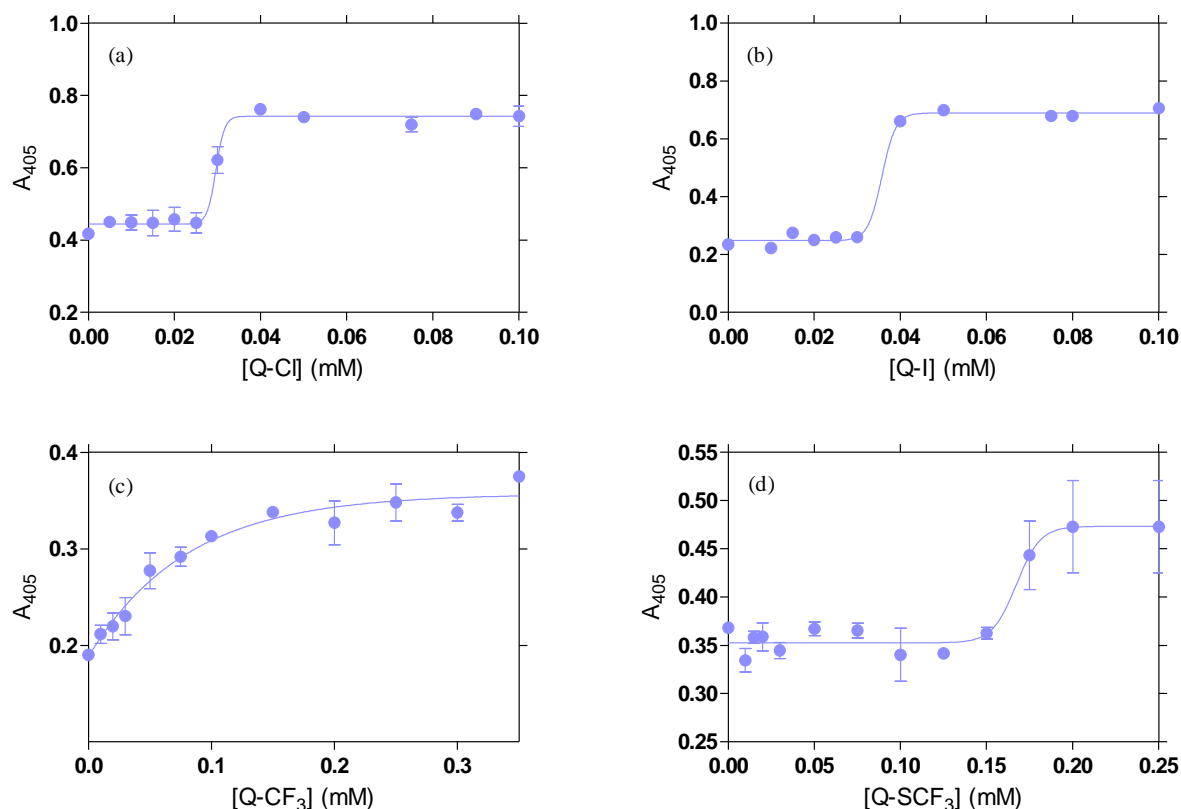 (a)
1.0
0.8
0.6
0.4
0.2
A405
0.00 0.02 0.04 0.06 0.08 0.10
[Q-Cl] (mM)
(b)
1.0
0.8
0.6
0.4
0.2
0.0
A405
0.00 0.02 0.04 0.06 0.08 0.10
[Q-I] (mM)
(c)
0.4
0.3
0.2
A405
0.0 0.1 0.2 0.3
[Q-CF3] (mM)
(d)
0.55
0.50
0.45
0.40
0.35
0.30
0.25
A405
0.00 0.05 0.10 0.15 0.20 0.25
[Q-SCF3] (mM)